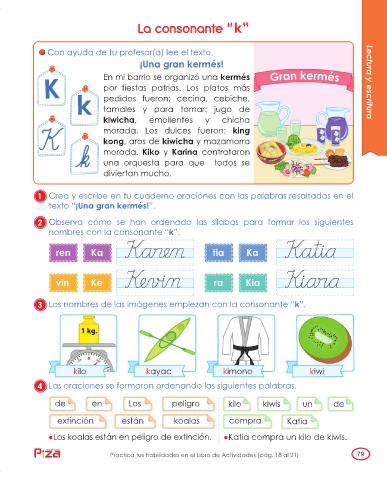 La consonante "k"
Con ayuda de tu profesor(a) lee el texto.
¡Una gran kermés!
En mi barrio se organizó una kermés
por fiestas patrias. Los platos más
pedidos fueron: cecina, cebiche,
tamales y para tomar: jugo de
kiwicha, emolientes y chicha
morada. Los dulces fueron: king
kong, aros de kiwicha y mazamorra
morada. Kiko y Karina contrataron
una orquesta para que todos se
diviertan mucho.
K
k
K
k
Gran kermés
Lectura y escritura
1 Crea y escribe en tu cuaderno oraciones con las palabras resaltadas en el
texto "¡Una gran kermés!".
2 Observa cómo se han ordenado las sílabas para formar los siguientes
nombres con la consonante "k".
ren Ka Karen tia Ka Katia
vin Ke Kevin ra Kia Kiara
3 Los nombres de las imágenes empiezan con la consonante "k".
1 kg.
kilo kayac kimono kiwi
4 Las oraciones se formaron ordenando las siguientes palabras.
de en Los peligro kilo kiwis un de
extinción están koalas compra Katia
Los koalas están en peligro de extinción. Katia compra un kilo de kiwis.
Practica tus habilidades en el Libro de Actividades (pág. 18 al 21) 79